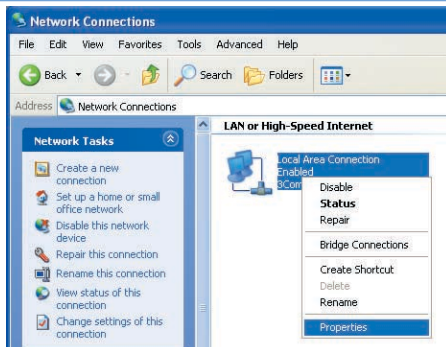 Network Connections
File Edit View Favorites Tools Advanced Help
Back Search Folders
Address Network Connections
Network Tasks
Create a new
connection
Set up a home or small
office network
Disable this network
device
Repair this connection
Rename this connection
View status of this
connection
Change settings of this
connection
LAN or High-Speed Internet
Local Area Connection
Enabled
3Com
Disable
Status
Repair
Bridge Connections
Create Shortcut
Delete
Rename
Properties